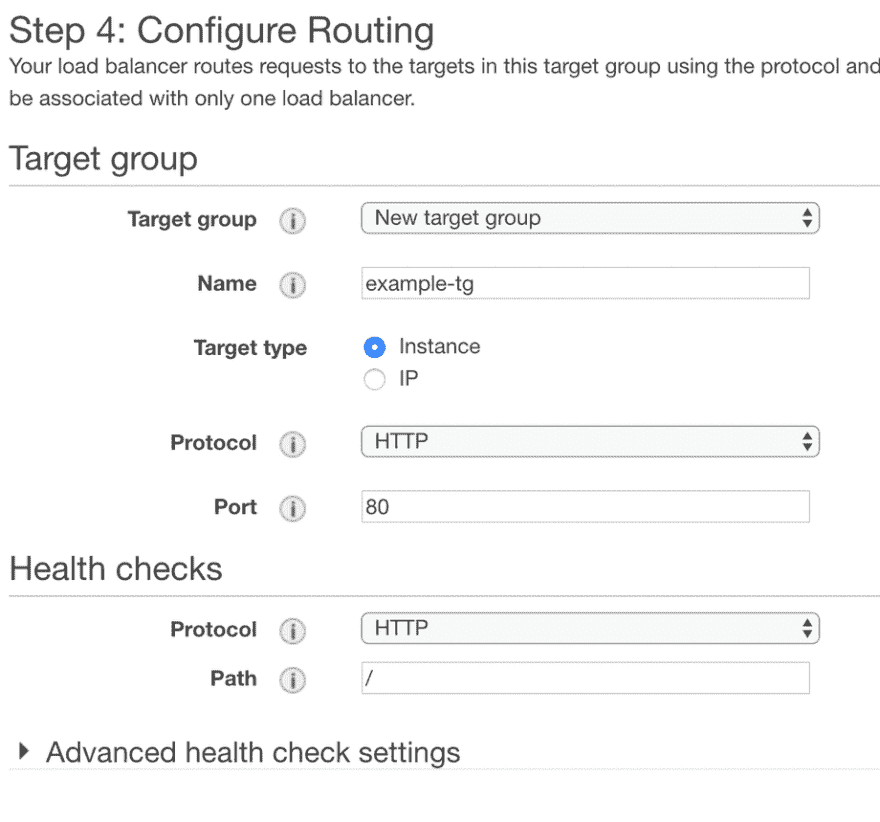 Step 4: Configure Routing
Your load balancer routes requests to the targets in this target group using the protocol and
be associated with only one load balancer.
Target group
Target group i New target group
Name i example-tg
Target type Instance
IP
Protocol i HTTP
Port i 80
Health checks
Protocol i HTTP
Path i /
Advanced health check settings